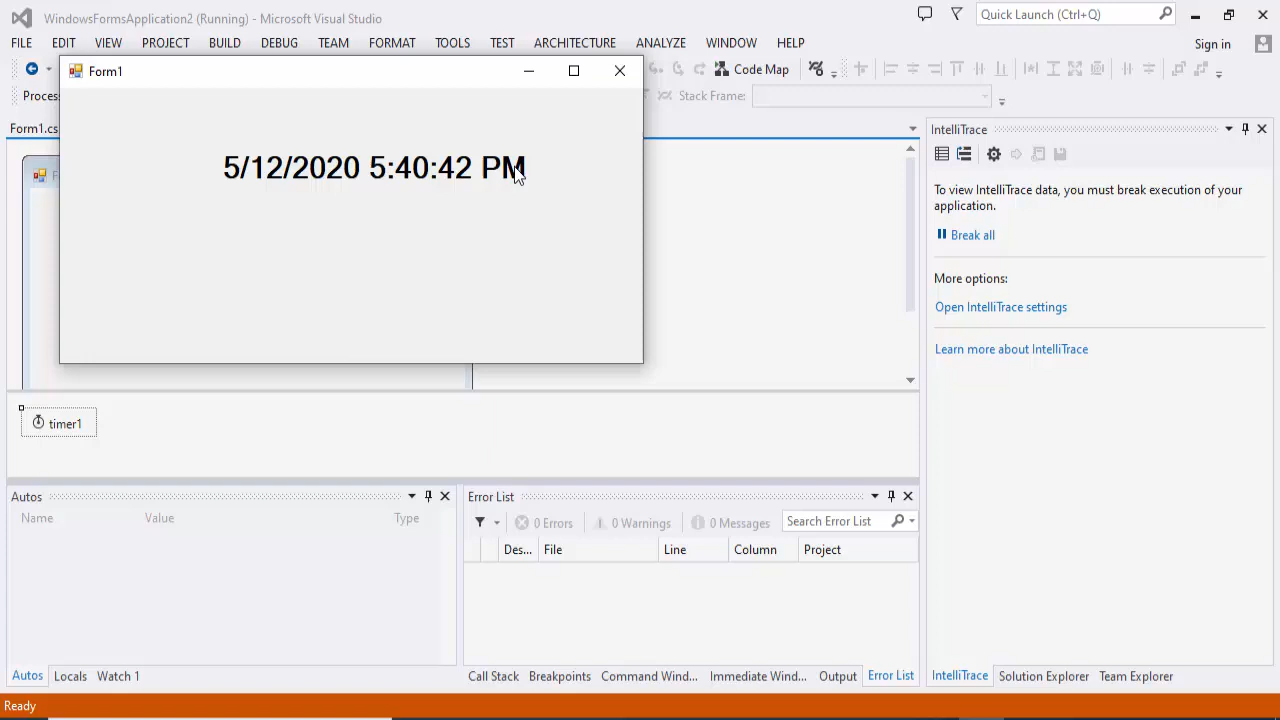 WindowsFormsApplication2 (Running) - Microsoft Visual Studio
Quick Launch (Ctrl+Q)
FILE EDIT VIEW PROJECT BUILD DEBUG TEAM FORMAT TOOLS TEST ARCHITECTURE ANALYZE WINDOW HELP
Sign in
Form1
Code Map
Stack Frame:
Form1.cs
IntelliTrace
5/12/2020 5:40:42 PM
To view IntelliTrace data, you must break execution of your
application.
Break all
More options:
Open IntelliTrace settings
Learn more about IntelliTrace
timer1
Autos
Name Value Type
Error List
0 Errors 0 Warnings 0 Messages Search Error List
Des... File Line Column Project
Autos Locals Watch 1
Call Stack Breakpoints Command Wind... Immediate Wind... Output Error List
IntelliTrace Solution Explorer Team Explorer
Ready